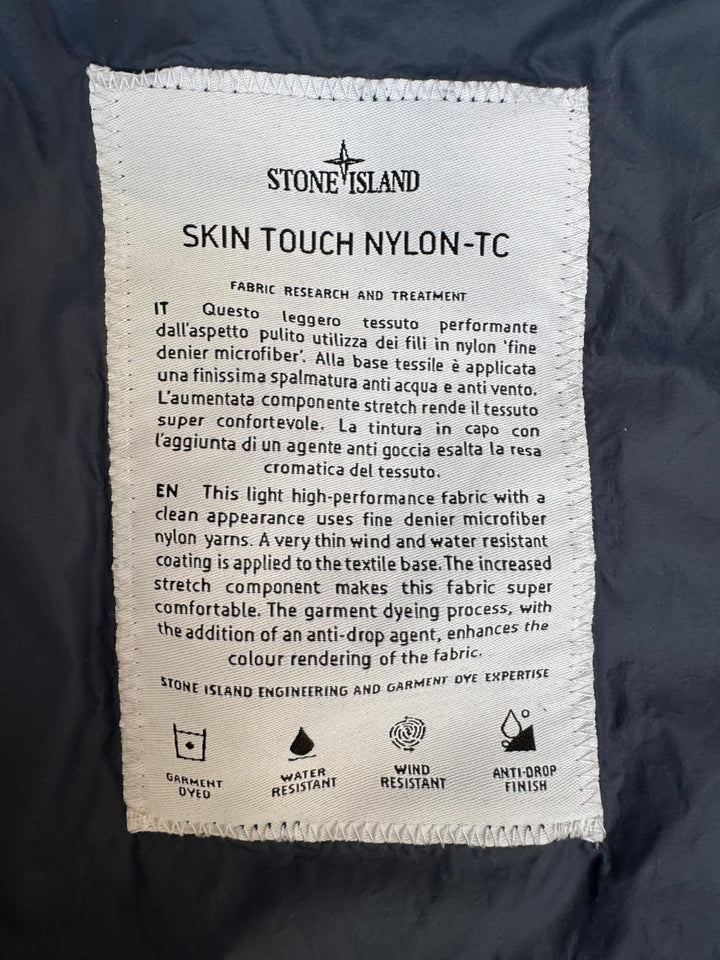 STONE ISLAND
SKIN TOUCH NYLON-TC
FABRIC RESEARCH AND TREATMENT
IT Questo leggero tessuto performante
dall'aspetto pulito utilizza dei fili in nylon 'fine
denier microfiber'. Alla base tessile è applicata
una finissima spalmatura anti acqua e anti vento.
L'aumentata componente stretch rende il tessuto
super confortevole. La tintura in capo con
l'aggiunta di un agente anti goccia esalta la resa
cromatica del tessuto.
EN This light high-performance fabric with a
clean appearance uses fine denier microfiber
nylon yarns. A very thin wind and water resistant
coating is applied to the textile base. The increased
stretch component makes this fabric super
comfortable. The garment dyeing process, with
the addition of an anti-drop agent, enhances the
colour rendering of the fabric.
STONE ISLAND ENGINEERING AND GARMENT DYE EXPERTISE
GARMENT
DYED
WATER
RESISTANT
WIND
RESISTANT
ANTI-DROP
FINISH